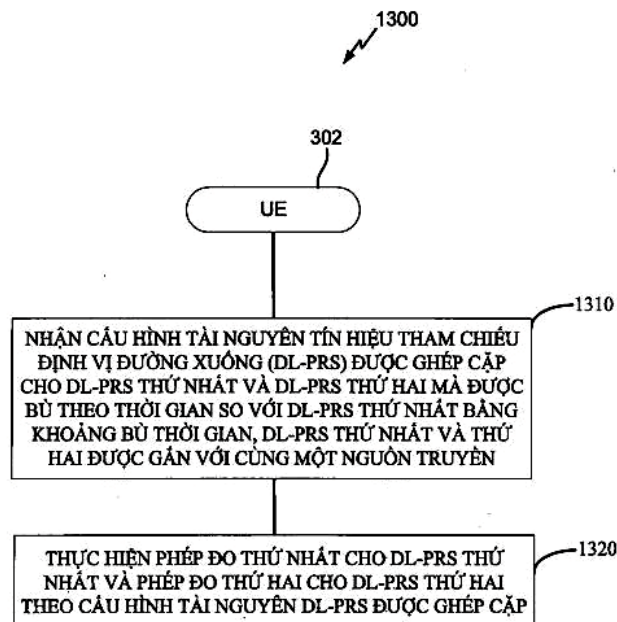 1300
302
UE
1310
NHẬN CẤU HÌNH TÀI NGUYÊN TÍN HIỆU THAM CHIẾU
ĐỊNH VỊ ĐƯỜNG XUỐNG (DL-PRS) ĐƯỢC GHÉP CẶP
CHO DL-PRS THỨ NHẤT VÀ DL-PRS THỨ HAI MÀ ĐƯỢC
BÙ THEO THỜI GIAN SO VỚI DL-PRS THỨ NHẤT BẰNG
KHOẢNG BÙ THỜI GIAN, DL-PRS THỨ NHẤT VÀ THỨ
HAI ĐƯỢC GẮN VỚI CÙNG MỘT NGUỒN TRUYỀN
1320
THỰC HIỆN PHÉP ĐO THỨ NHẤT CHO DL-PRS THỨ
NHẤT VÀ PHÉP ĐO THỨ HAI CHO DL-PRS THỨ HAI
THEO CẤU HÌNH TÀI NGUYÊN DL-PRS ĐƯỢC GHÉP CẶP